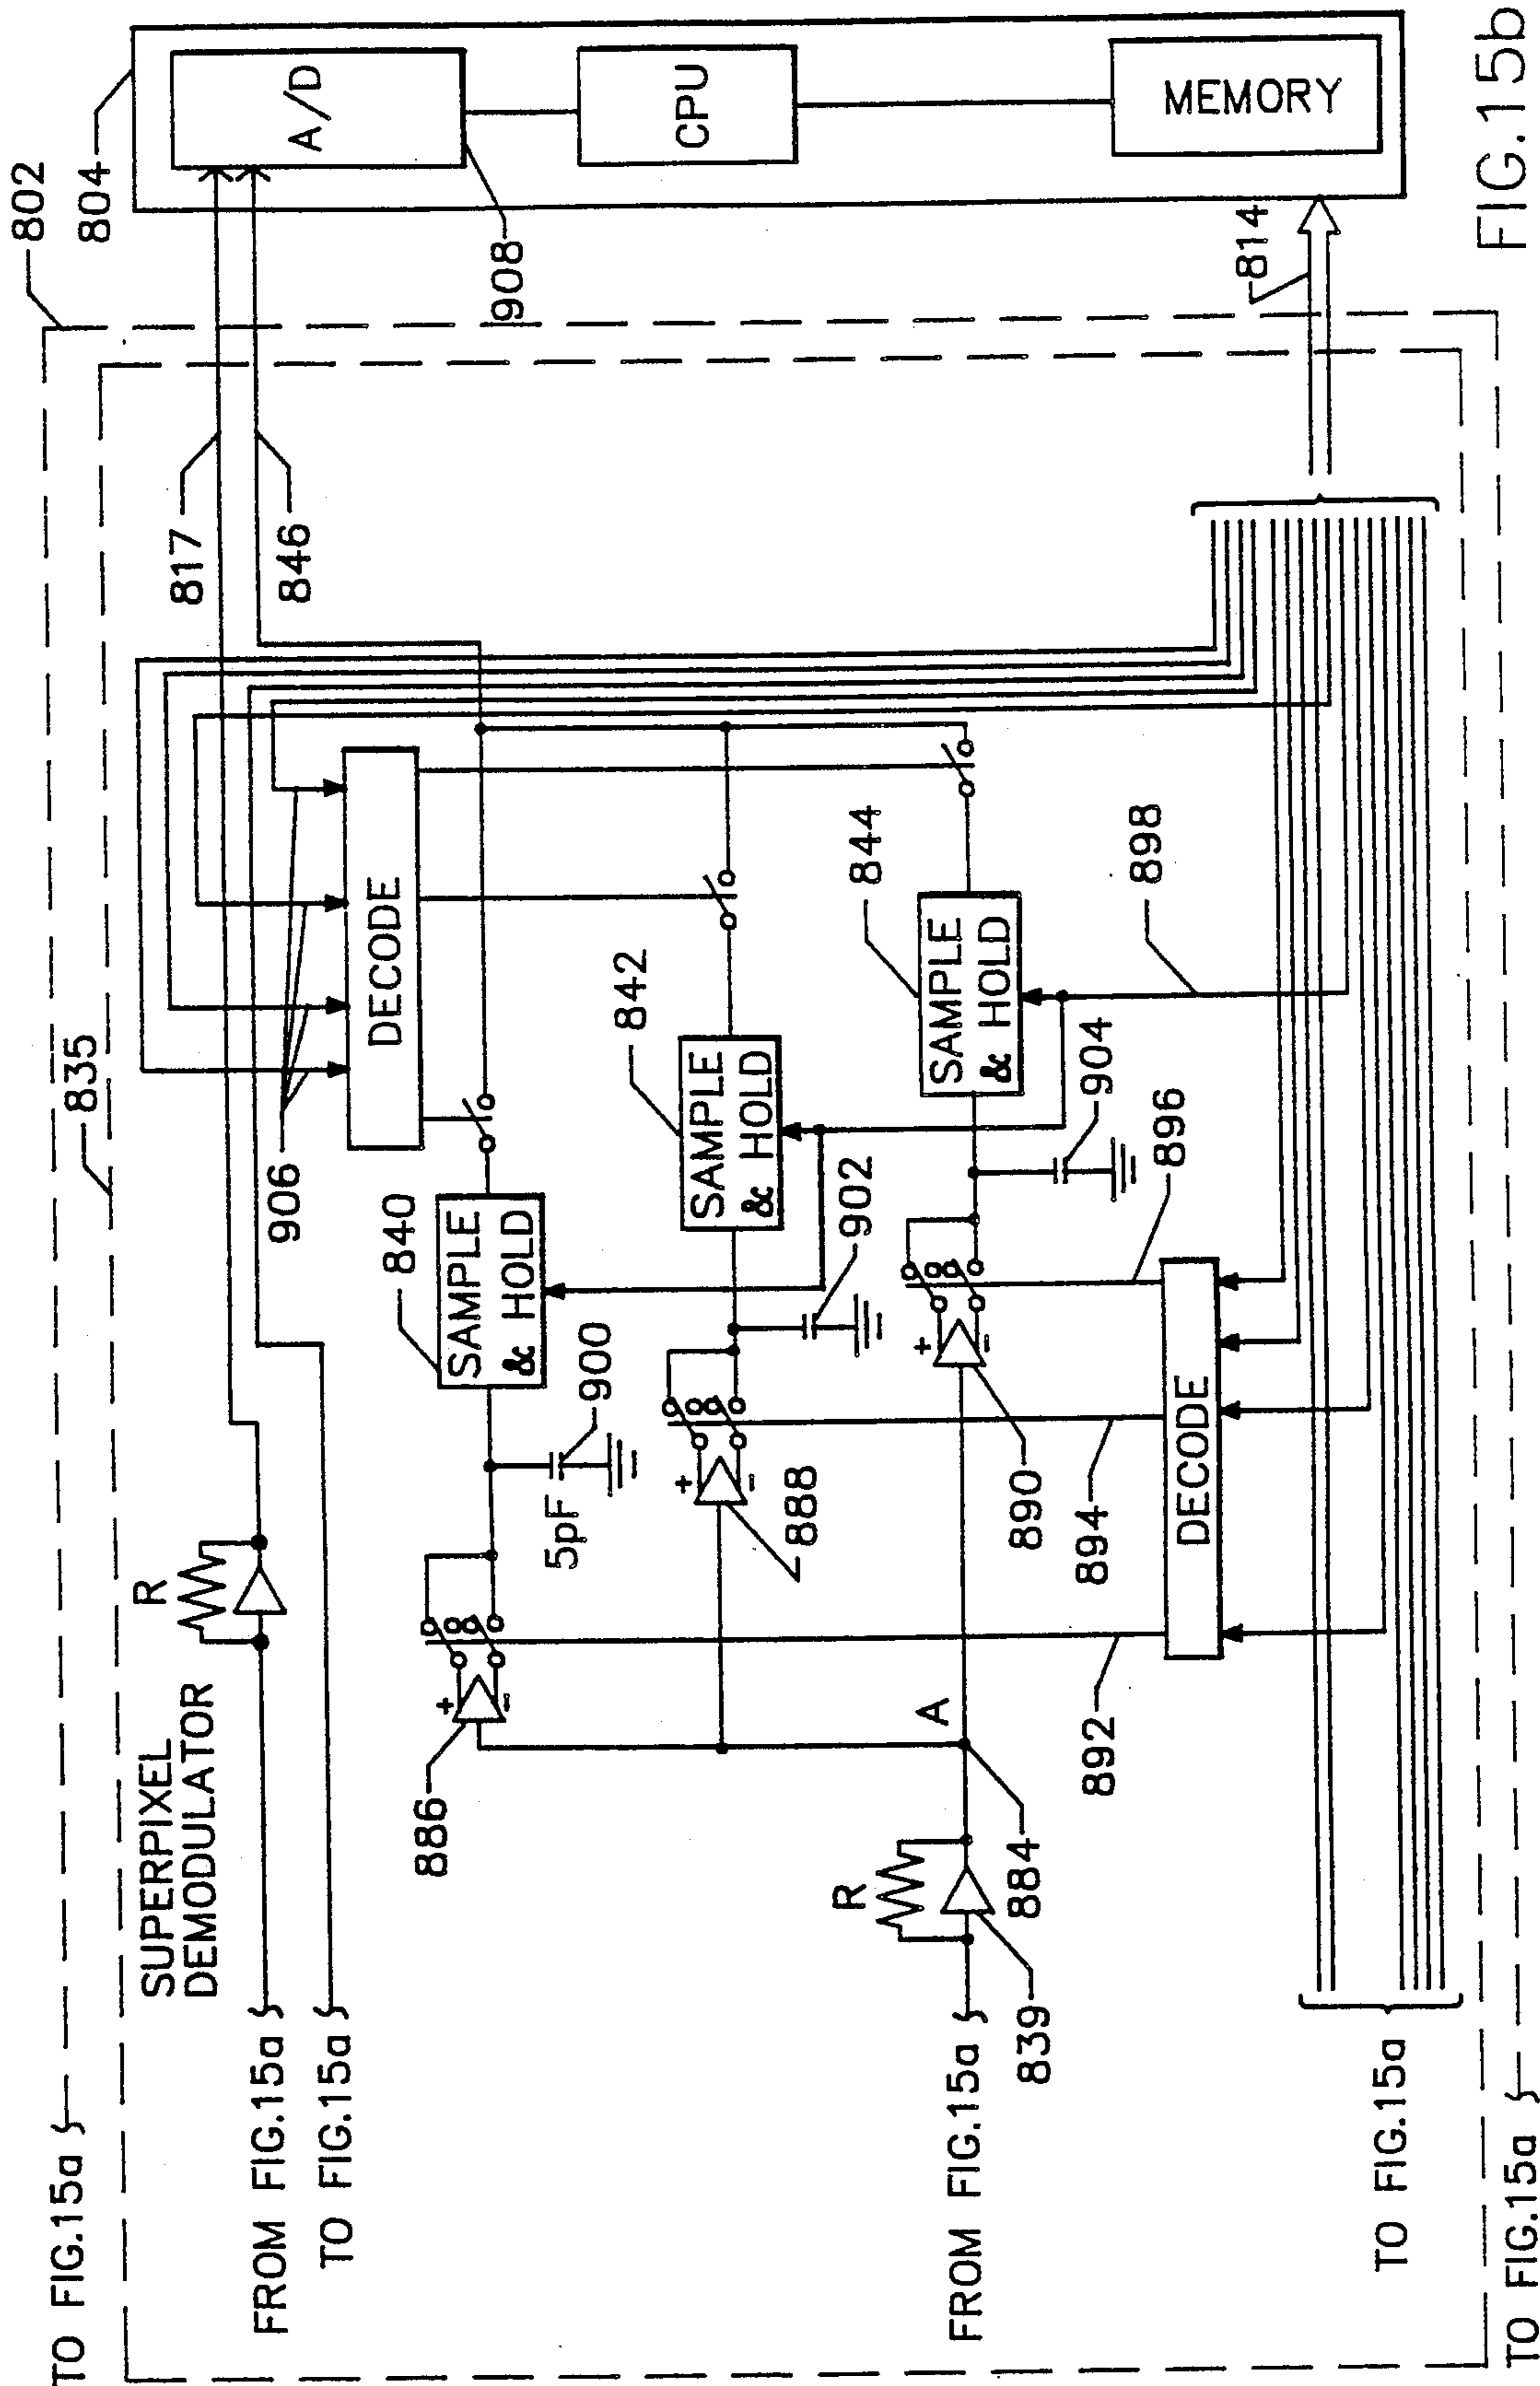 TO FIG.15a
802
804
835
SUPERPIXEL
DEMODULATOR
R
817
846
A/D
908
CPU
MEMORY
FROM FIG.15a
TO FIG.15a
906
DECODE
886
+
-
840
SAMPLE
& HOLD
5pF
900
888
+
-
842
SAMPLE
& HOLD
902
890
+
-
844
SAMPLE
& HOLD
904
FROM FIG.15a
839
R
884
A
892
894
896
898
DECODE
814
TO FIG.15a
TO FIG.15a
FIG.15b